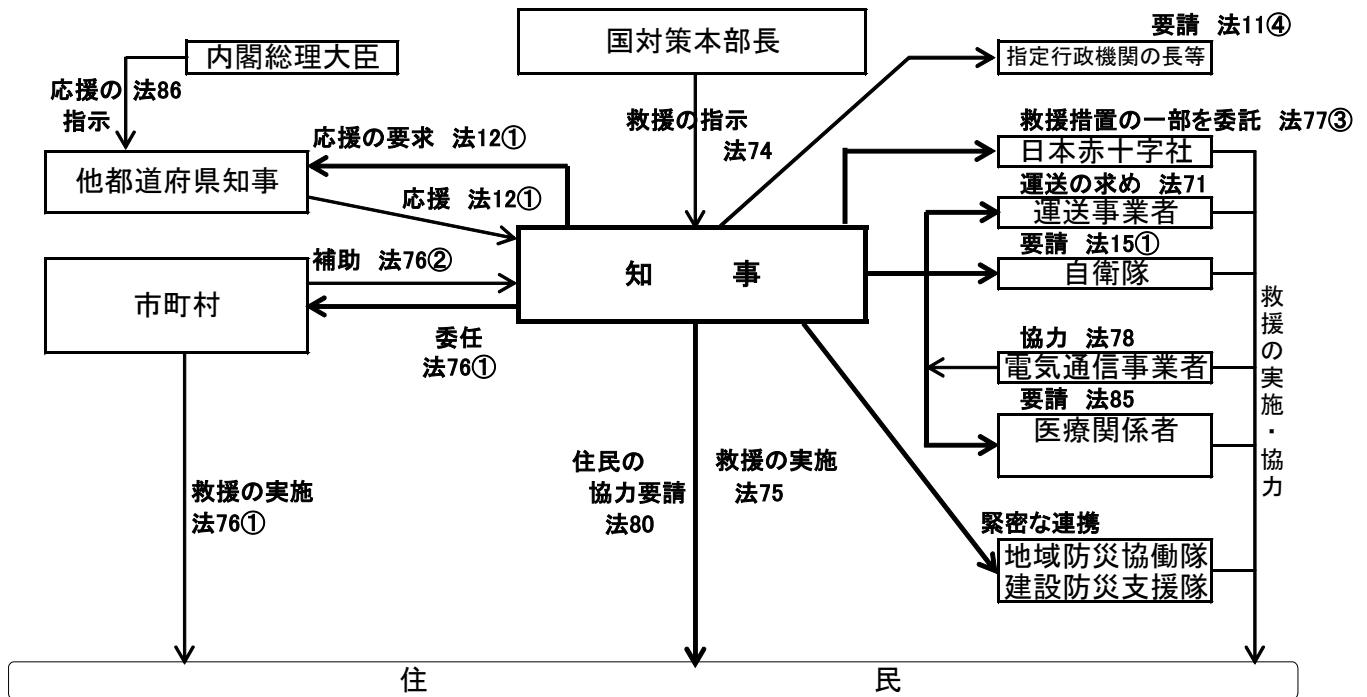 内閣総理大臣
国対策本部長
要請 法11④
指定行政機関の長等
応援の 法86
指示
救援の指示
法74
救援措置の一部を委託 法77③
日本赤十字社
応援の要求 法12①
他都道府県知事
応援 法12①
運送の求め 法71
運送事業者
要請 法15①
自衛隊
補助 法76②
市町村
知 事
委任
法76①
協力 法78
電気通信事業者
要請 法85
医療関係者
救援の実施・協力
救援の実施
法76①
住民の
協力要請
法80
救援の実施
法75
緊密な連携
地域防災協働隊
建設防災支援隊
住 民